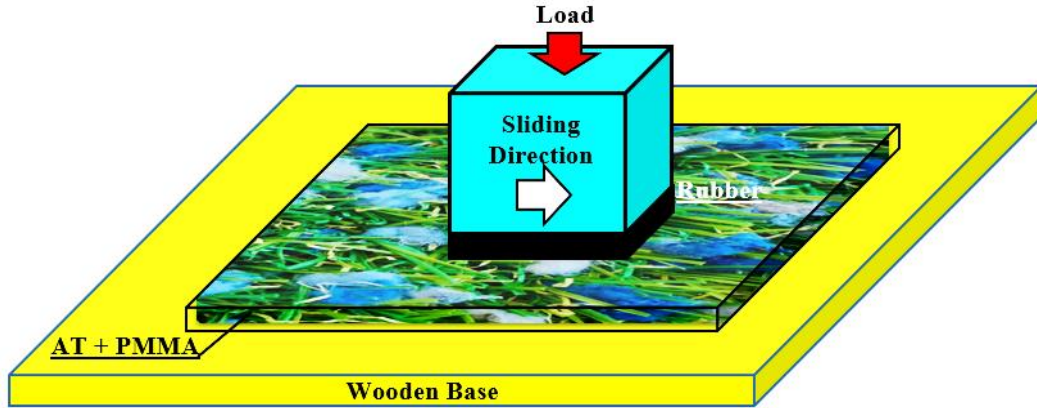 Load
Sliding
Direction
Rubber
AT + PMMA
Wooden Base